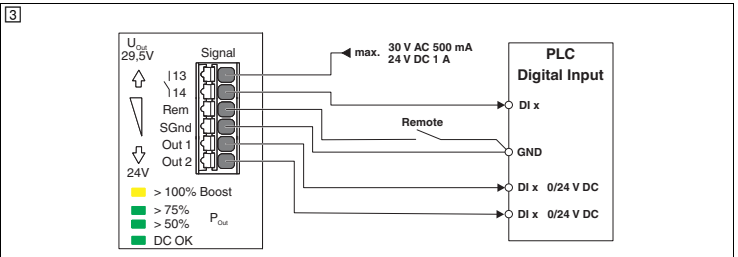 3
U Out
29,5V
Signal
13
14
Rem
SGnd
Out 1
Out 2
24V
> 100% Boost
> 75%
> 50%
P Out
DC OK
max. 30 V AC 500 mA
24 V DC 1 A
Remote
PLC
Digital Input
DI x
GND
DI x 0/24 V DC
DI x 0/24 V DC